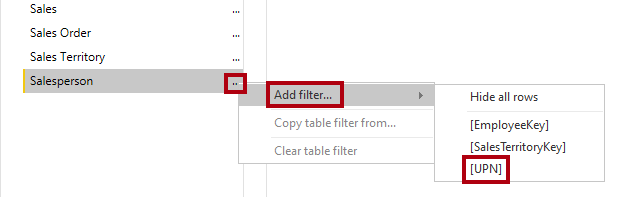 Sales ...
Sales Order ...
Sales Territory ...
Salesperson ..
Add filter...
Copy table filter from...
Clear table filter
Hide all rows
[EmployeeKey]
[SalesTerritoryKey]
[UPN]